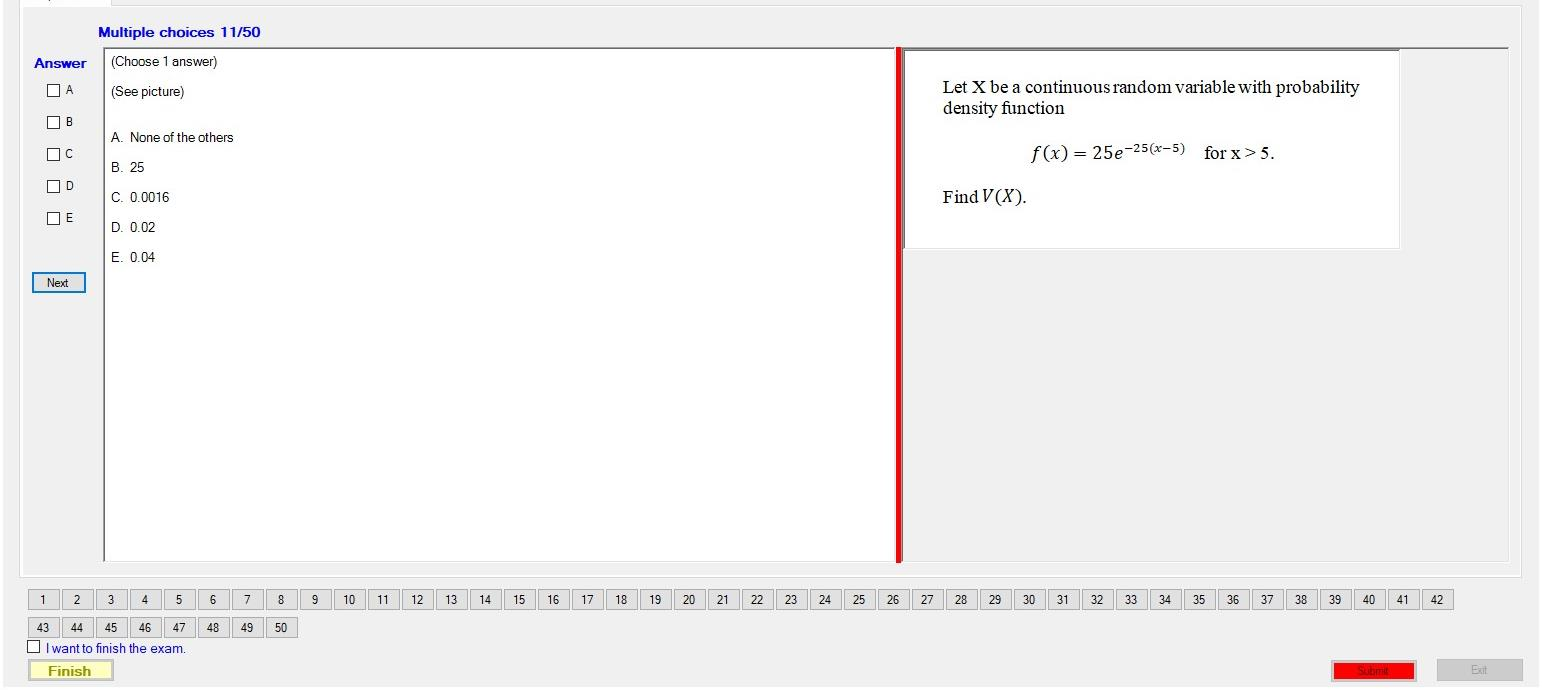 Multiple choices 11/50
Answer
A
B
C
D
E
Next
(Choose 1 answer)
(See picture)
A. None of the others
B. 25
C. 0.0016
D. 0.02
E. 0.04
Let X be a continuous random variable with probability
density function
f(x) = 25e^{-25(x-5)} for x > 5.
Find V(X).
1 2 3 4 5 6 7 8 9 10 11 12 13 14 15 16 17 18 19 20 21 22 23 24 25 26 27 28 29 30 31 32 33 34 35 36 37 38 39 40 41 42
43 44 45 46 47 48 49 50
I want to finish the exam.
Finish
Submit
Exit